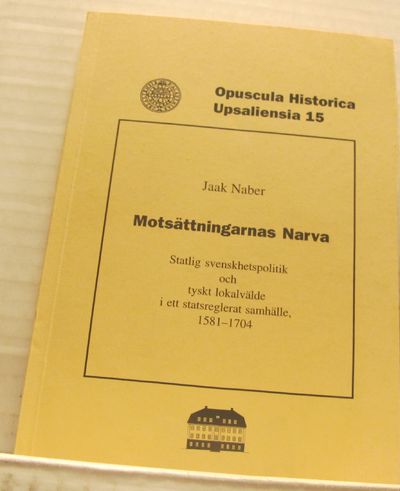 Opuscula Historica
Upsaliensia 15
Jaak Naber
Motsättningarnas Narva
Statlig svenskhetspolitik
och
tyskt lokalvälde
i ett statsreglerat samhälle,
1581–1704